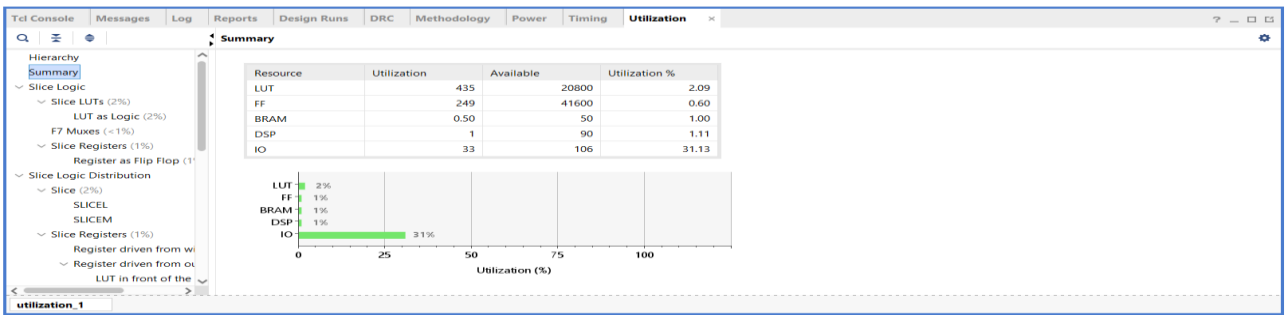 Tcl Console Messages Log Reports Design Runs DRC Methodology Power Timing Utilization × ? _
Summary
Hierarchy
Summary
Slice Logic
Slice LUTs (2%)
LUT as Logic (2%)
F7 Muxes (<1%)
Slice Registers (1%)
Register as Flip Flop (1%
Slice Logic Distribution
Slice (2%)
SLICEL
SLICEM
Slice Registers (1%)
Register driven from wi
Register driven from ou
LUT in front of the
Resource Utilization Available Utilization %
LUT 435 20800 2.09
FF 249 41600 0.60
BRAM 0.50 50 1.00
DSP 1 90 1.11
IO 33 106 31.13
LUT 2%
FF 1%
BRAM 1%
DSP 1%
IO 31%
0 25 50 75 100
Utilization (%)
utilization_1